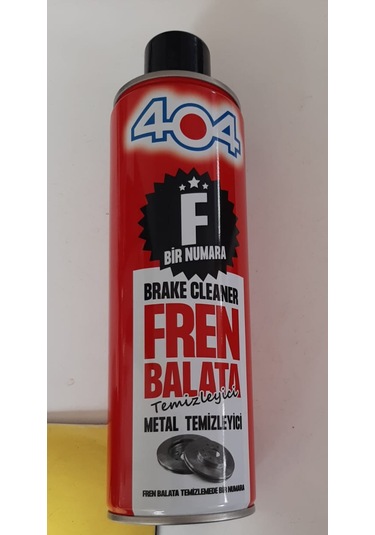 404
F
BİR NUMARA
BRAKE CLEANER
FREN
BALATA
Temizleyici
METAL TEMİZLEYİCİ
FREN BALATA TEMİZLEMEDE BİR NUMARA